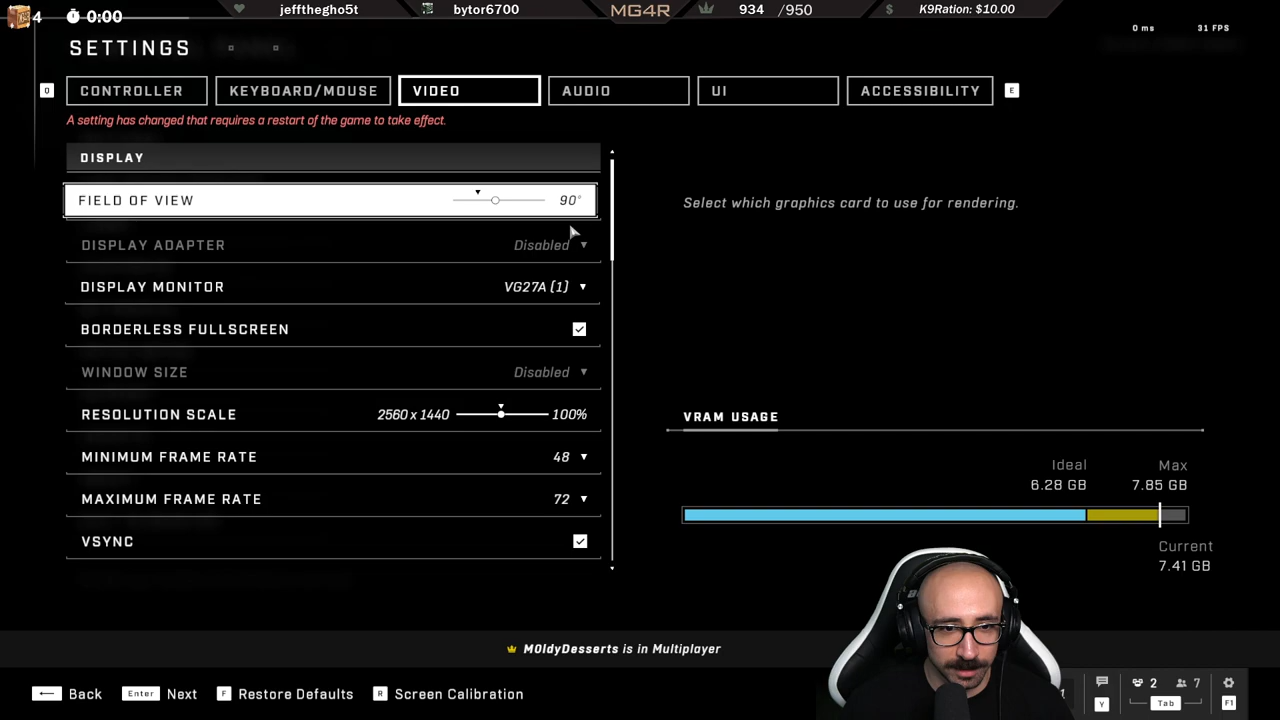 4 0:00 jeffthegho5t bytor6700 MG4R 934 /950 $ K9Ration: $10.00
0 ms 31 FPS
SETTINGS
Q CONTROLLER KEYBOARD/MOUSE VIDEO AUDIO UI ACCESSIBILITY E
A setting has changed that requires a restart of the game to take effect.
DISPLAY
FIELD OF VIEW 90°
Select which graphics card to use for rendering.
DISPLAY ADAPTER Disabled
DISPLAY MONITOR VG27A (1)
BORDERLESS FULLSCREEN
WINDOW SIZE Disabled
RESOLUTION SCALE 2560 x 1440 100%
VRAM USAGE
MINIMUM FRAME RATE 48
Ideal Max
6.28 GB 7.85 GB
MAXIMUM FRAME RATE 72
VSYNC
Current
7.41 GB
M0ldyDesserts is in Multiplayer
Back Enter Next F Restore Defaults R Screen Calibration
2 7
Y Tab F1